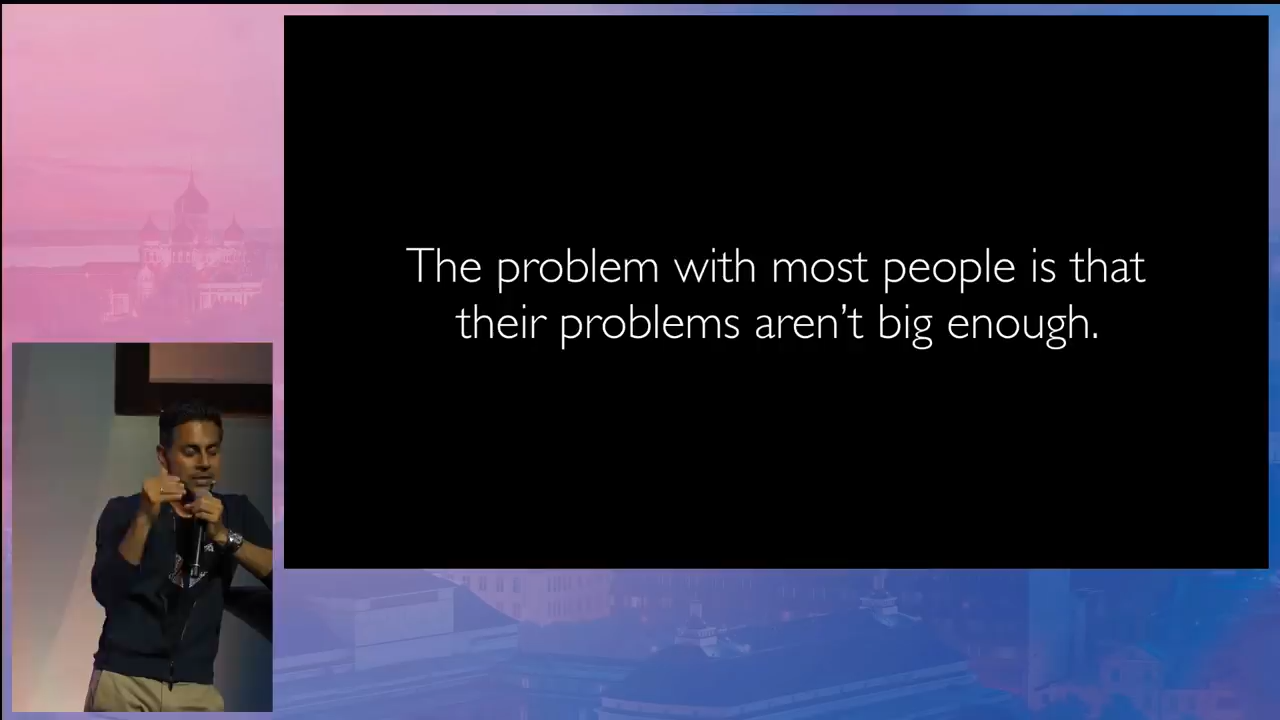 The problem with most people is that
their problems aren’t big enough.